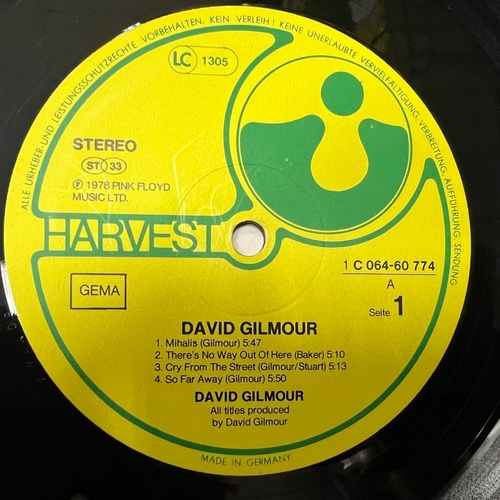 ALLE URHEBER- UND LEISTUNGSSCHUTZRECHTE VORBEHALTEN. KEIN VERLEIH! KEINE UNERLAUBTE VERVIELFÄLTIGUNG, VERMIETUNG, AUFFÜHRUNG, SENDUNG
LC 1305
STEREO
ST 33
℗ 1978 PINK FLOYD
MUSIC LTD.
HARVEST
1 C 064-60 774
A
Seite 1
GEMA
DAVID GILMOUR
1. Mihalis (Gilmour) 5:47
2. There's No Way Out Of Here (Baker) 5:10
3. Cry From The Street (Gilmour/Stuart) 5:13
4. So Far Away (Gilmour) 5:50
DAVID GILMOUR
All titles produced
by David Gilmour
MADE IN GERMANY